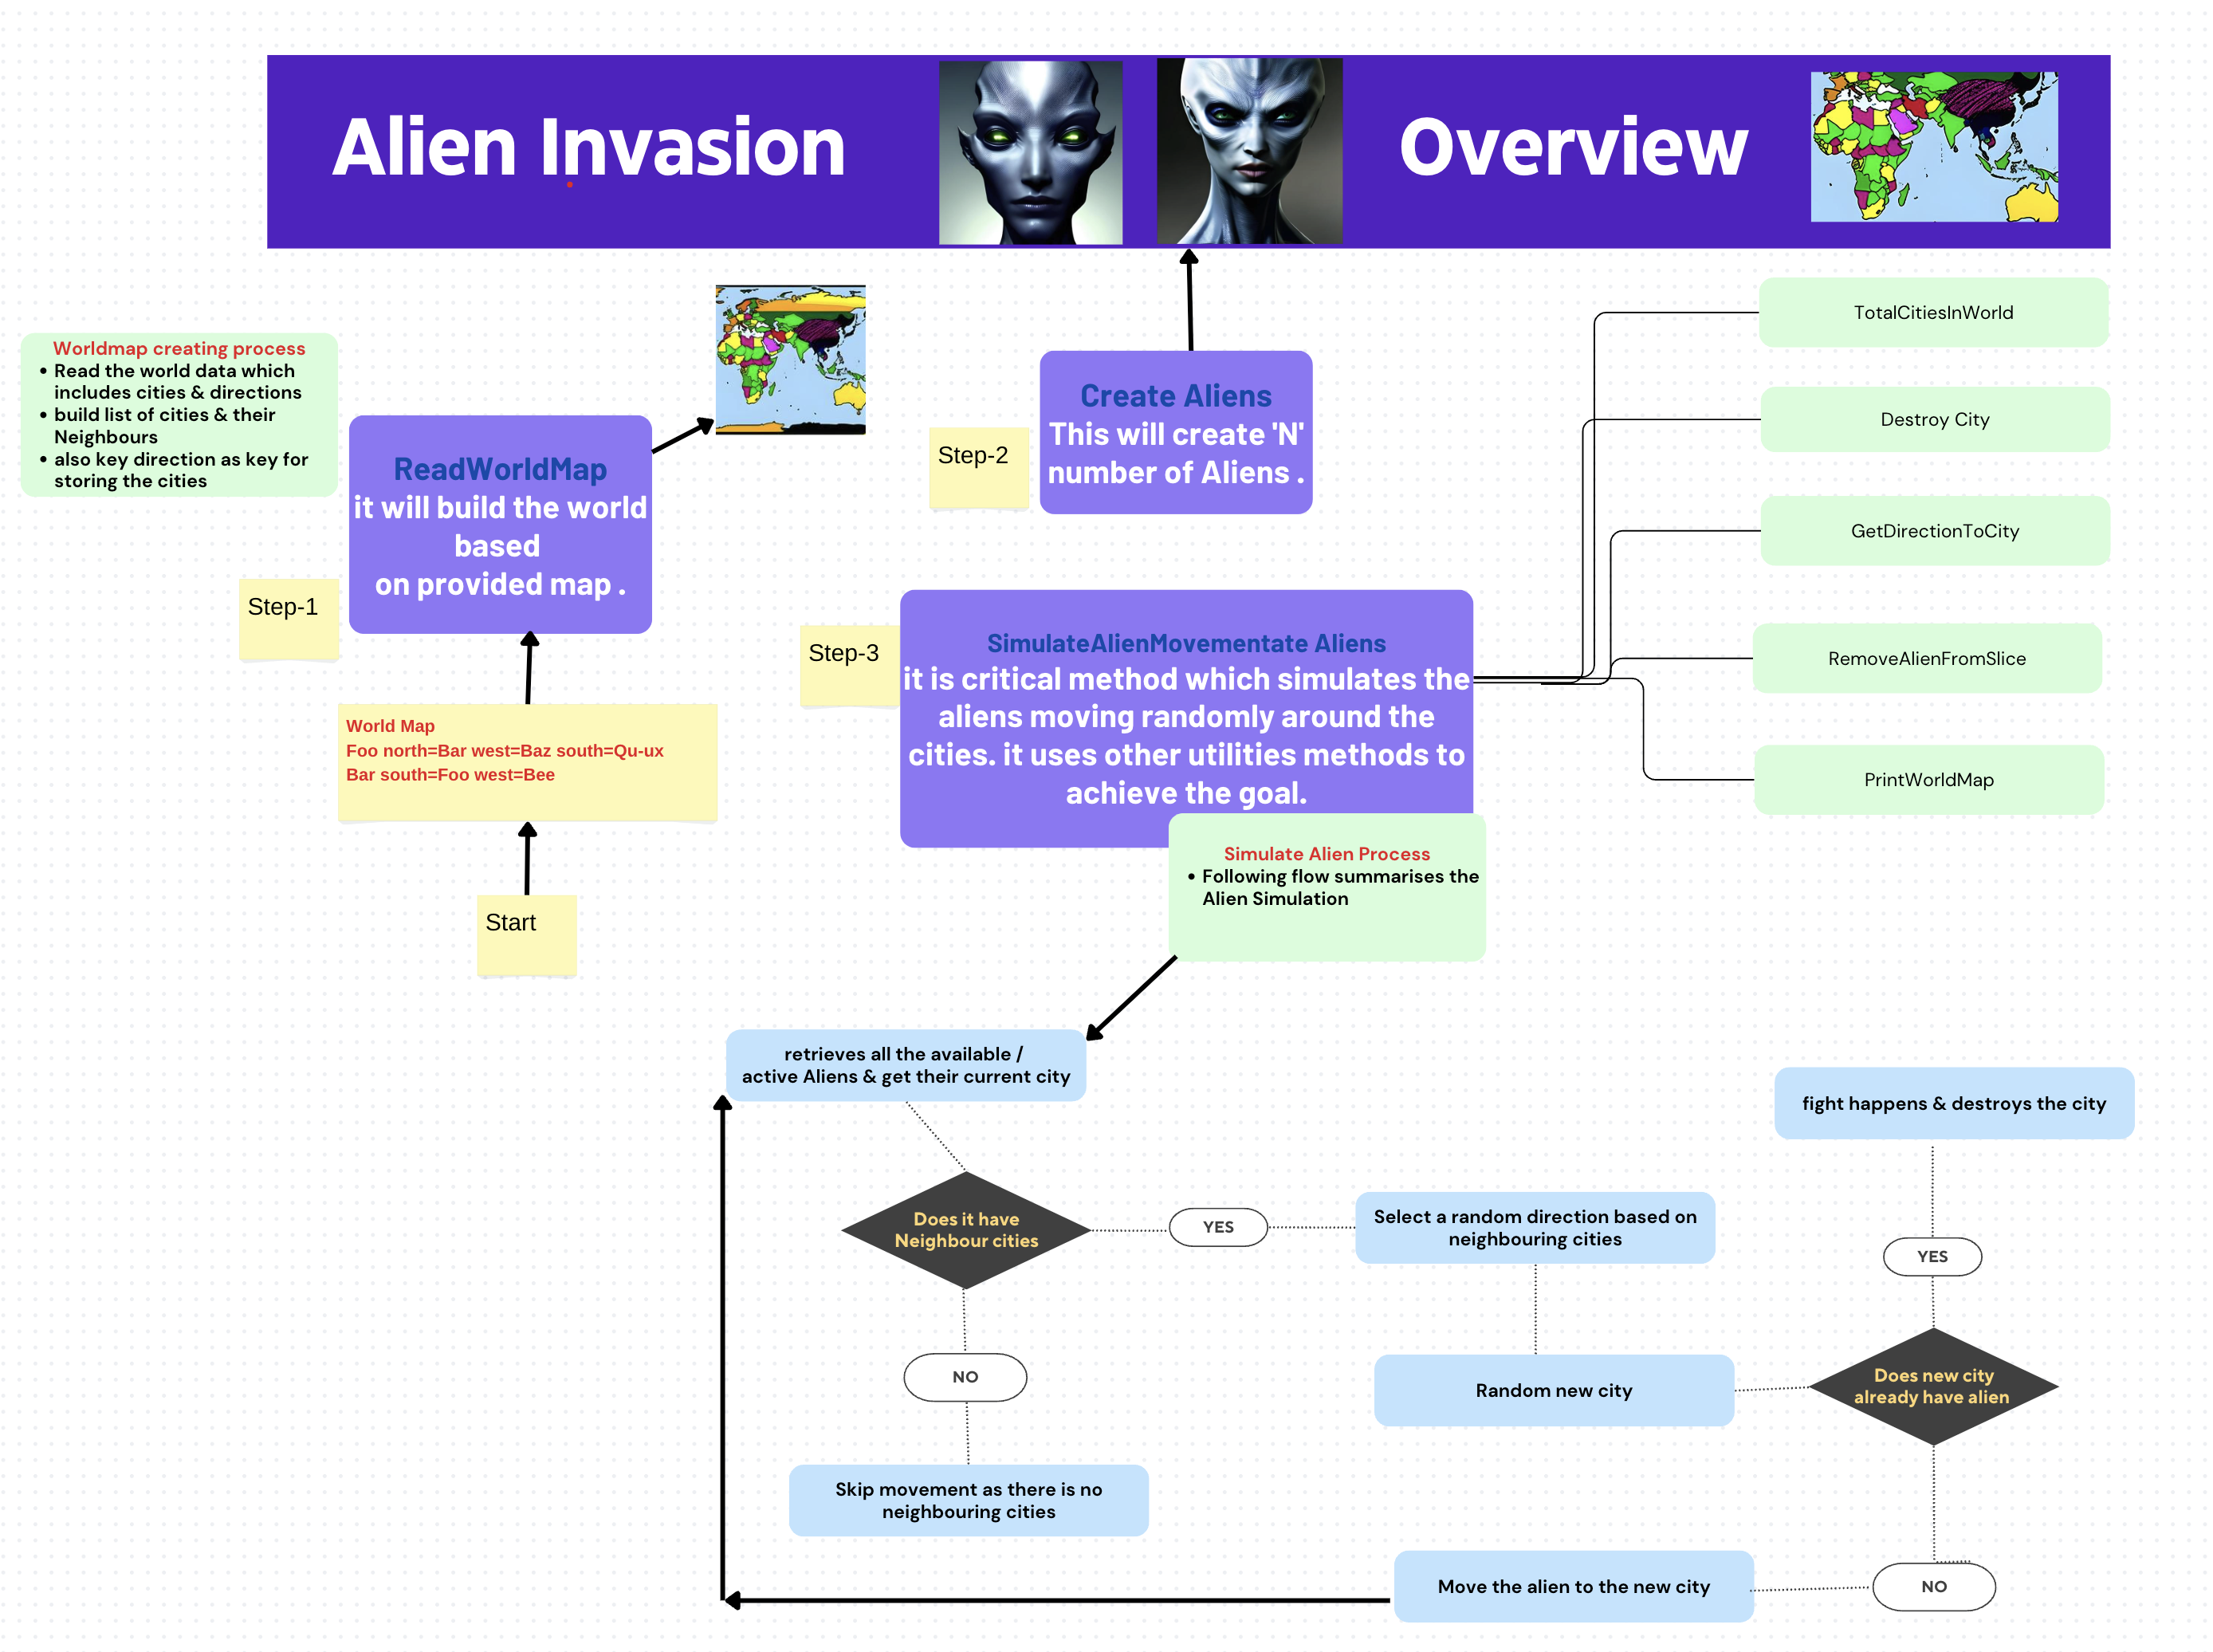 Alien Invasion
Overview
Worldmap creating process
• Read the world data which
includes cities & directions
• build list of cities & their
Neighbours
• also key direction as key for
storing the cities
ReadWorldMap
it will build the world
based
on provided map .
Step-1
World Map
Foo north=Bar west=Baz south=Qu-ux
Bar south=Foo west=Bee
Start
Step-2
Create Aliens
This will create 'N'
number of Aliens .
Step-3
SimulateAlienMovementate Aliens
it is critical method which simulates the
aliens moving randomly around the
cities. it uses other utilities methods to
achieve the goal.
TotalCitiesInWorld
Destroy City
GetDirectionToCity
RemoveAlienFromSlice
PrintWorldMap
Simulate Alien Process
• Following flow summarises the
Alien Simulation
retrieves all the available /
active Aliens & get their current city
Does it have
Neighbour cities
YES
Select a random direction based on
neighbouring cities
NO
Skip movement as there is no
neighbouring cities
Random new city
Does new city
already have alien
YES
fight happens & destroys the city
NO
Move the alien to the new city